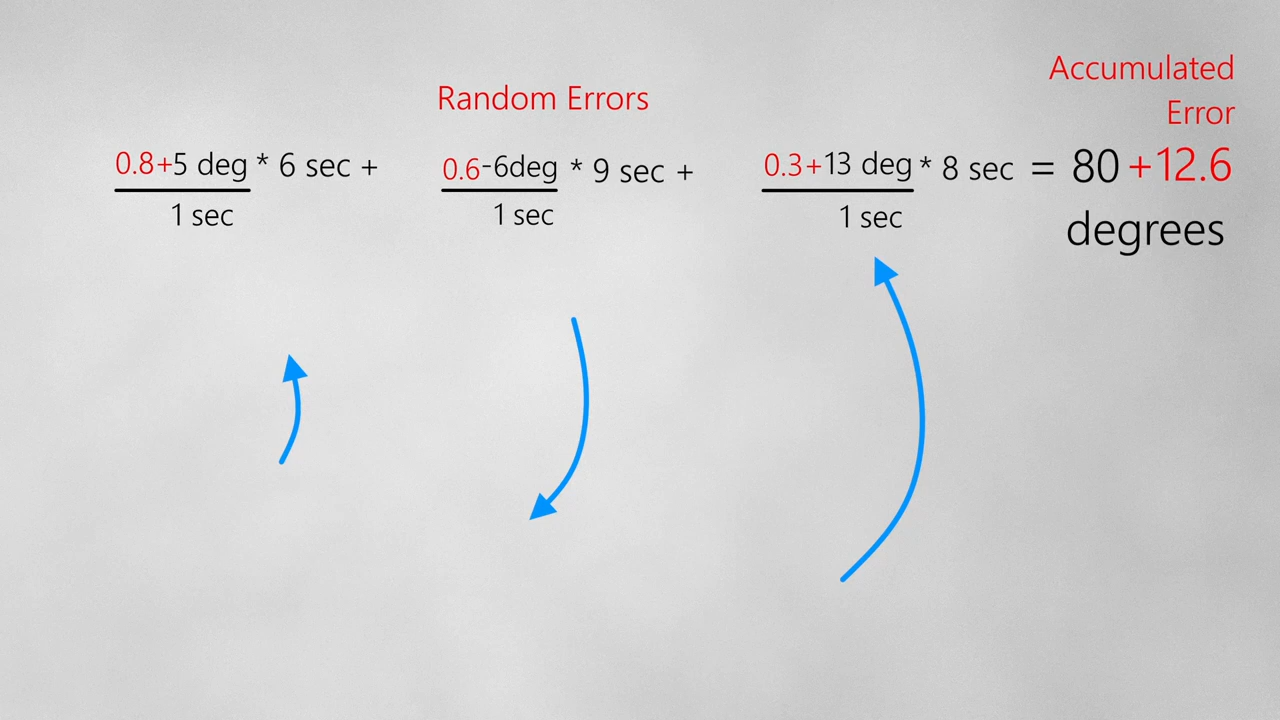 Accumulated
Error
Random Errors
0.8+5 deg * 6 sec + 0.6-6deg * 9 sec + 0.3+13 deg * 8 sec = 80 +12.6
1 sec 1 sec 1 sec
degrees